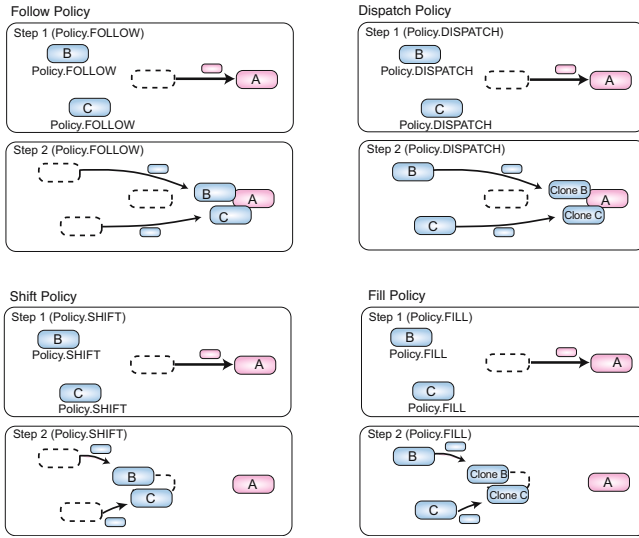 Follow Policy
Step 1 (Policy.FOLLOW)
B
Policy.FOLLOW
A
C
Policy.FOLLOW
Step 2 (Policy.FOLLOW)
B
A
C
Dispatch Policy
Step 1 (Policy.DISPATCH)
B
Policy.DISPATCH
A
C
Policy.DISPATCH
Step 2 (Policy.DISPATCH)
B
Clone B
A
Clone C
C
Shift Policy
Step 1 (Policy.SHIFT)
B
Policy.SHIFT
A
C
Policy.SHIFT
Step 2 (Policy.SHIFT)
B
A
C
Fill Policy
Step 1 (Policy.FILL)
B
Policy.FILL
A
C
Policy.FILL
Step 2 (Policy.FILL)
B
Clone B
A
Clone C
C